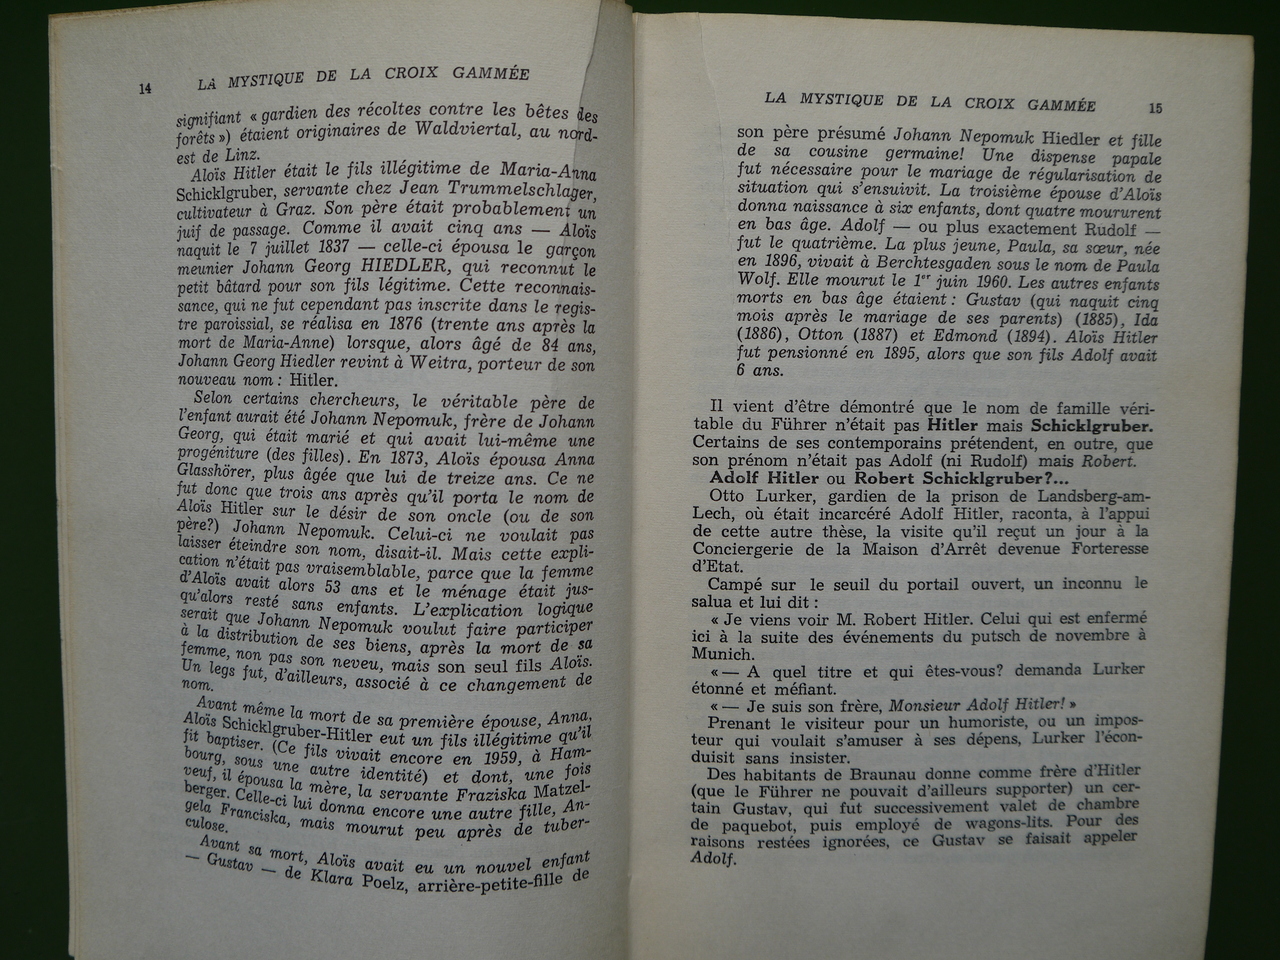 14 LA MYSTIQUE DE LA CROIX GAMMÉE
signifiant « gardien des récoltes contre les bêtes des
forêts ») étaient originaires de Waldviertal, au nord-
est de Linz.
Aloïs Hitler était le fils illégitime de Maria-Anna
Schicklgruber, servante chez Jean Trummelschlager,
cultivateur à Graz. Son père était probablement un
juif de passage. Comme il avait cinq ans — Aloïs
naquit le 7 juillet 1837 — celle-ci épousa le garçon
meunier Johann Georg HIEDLER, qui reconnut le
petit bâtard pour son fils légitime. Cette reconnais-
sance, qui ne fut cependant pas inscrite dans le regis-
tre paroissial, se réalisa en 1876 (trente ans après la
mort de Maria-Anne) lorsque, alors âgé de 84 ans,
Johann Georg Hiedler revint à Weitra, porteur de son
nouveau nom : Hitler.
Selon certains chercheurs, le véritable père de
l'enfant aurait été Johann Nepomuk, frère de Johann
Georg, qui était marié et qui avait lui-même une
progéniture (des filles). En 1873, Aloïs épousa Anna
Glasshörer, plus âgée que lui de treize ans. Ce ne
fut donc que trois ans après qu'il porta le nom de
Aloïs Hitler sur le désir de son oncle (ou de son
père?) Johann Nepomuk. Celui-ci ne voulait pas
laisser éteindre son nom, disait-il. Mais cette expli-
cation n'était pas vraisemblable, parce que la femme
d'Aloïs avait alors 53 ans et le ménage était jus-
qu'alors resté sans enfants. L'explication logique
serait que Johann Nepomuk voulut faire participer
à la distribution de ses biens, après la mort de sa
femme, non pas son neveu, mais son seul fils Aloïs.
Un legs fut, d'ailleurs, associé à ce changement de
nom.
Avant même la mort de sa première épouse, Anna,
Aloïs Schicklgruber-Hitler eut un fils illégitime qu'il
fit baptiser. (Ce fils vivait encore en 1959, à Ham-
bourg, sous une autre identité) et dont, une fois
veuf, il épousa la mère, la servante Fraziska Matzel-
berger. Celle-ci lui donna encore une autre fille, An-
gela Franciska, mais mourut peu après de tuber-
culose.
Avant sa mort, Aloïs avait eu un nouvel enfant
— Gustav — de Klara Poelz, arrière-petite-fille de
LA MYSTIQUE DE LA CROIX GAMMÉE 15
son père présumé Johann Nepomuk Hiedler et fille
de sa cousine germaine! Une dispense papale
fut nécessaire pour le mariage de régularisation de
situation qui s'ensuivit. La troisième épouse d'Aloïs
donna naissance à six enfants, dont quatre moururent
en bas âge. Adolf — ou plus exactement Rudolf —
fut le quatrième. La plus jeune, Paula, sa sœur, née
en 1896, vivait à Berchtesgaden sous le nom de Paula
Wolf. Elle mourut le 1er juin 1960. Les autres enfants
morts en bas âge étaient : Gustav (qui naquit cinq
mois après le mariage de ses parents) (1885), Ida
(1886), Otton (1887) et Edmond (1894). Aloïs Hitler
fut pensionné en 1895, alors que son fils Adolf avait
6 ans.
Il vient d'être démontré que le nom de famille véri-
table du Führer n'était pas Hitler mais Schicklgruber.
Certains de ses contemporains prétendent, en outre, que
son prénom n'était pas Adolf (ni Rudolf) mais Robert.
Adolf Hitler ou Robert Schicklgruber?...
Otto Lurker, gardien de la prison de Landsberg-am-
Lech, où était incarcéré Adolf Hitler, raconta, à l'appui
de cette autre thèse, la visite qu'il reçut un jour à la
Conciergerie de la Maison d'Arrêt devenue Forteresse
d'Etat.
Campé sur le seuil du portail ouvert, un inconnu le
salua et lui dit :
« Je viens voir M. Robert Hitler. Celui qui est enfermé
ici à la suite des événements du putsch de novembre à
Munich.
« — A quel titre et qui êtes-vous? demanda Lurker
étonné et méfiant.
« — Je suis son frère, Monsieur Adolf Hitler! »
Prenant le visiteur pour un humoriste, ou un impos-
teur qui voulait s'amuser à ses dépens, Lurker l'écon-
duisit sans insister.
Des habitants de Braunau donne comme frère d'Hitler
(que le Führer ne pouvait d'ailleurs supporter) un cer-
tain Gustav, qui fut successivement valet de chambre
de paquebot, puis employé de wagons-lits. Pour des
raisons restées ignorées, ce Gustav se faisait appeler
Adolf.